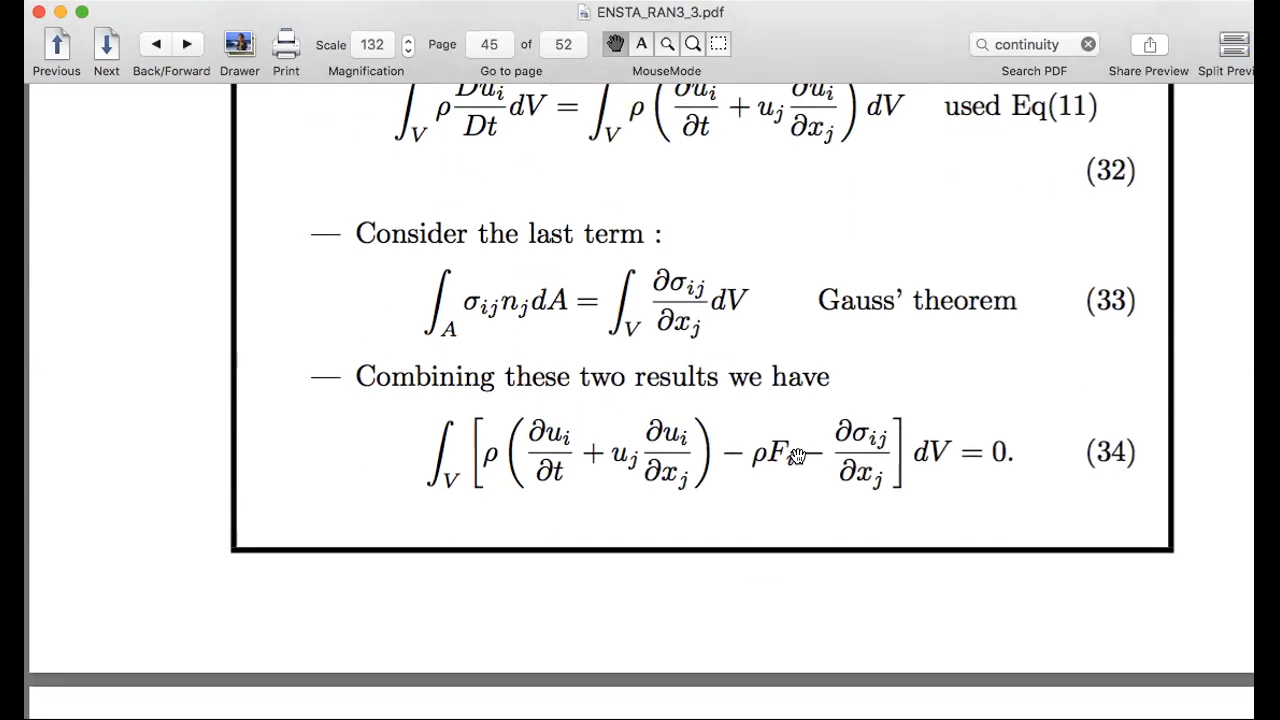 ENSTA_RAN3_3.pdf
Scale 132 Page 45 of 52 A continuity
Previous Next Back/Forward Drawer Print Magnification Go to page MouseMode Search PDF Share Preview Split Previ
∫_V ρ Du_i/Dt dV = ∫_V ρ (∂u_i/∂t + u_j ∂u_i/∂x_j) dV used Eq(11)
(32)
— Consider the last term :
∫_A σ_ij n_j dA = ∫_V ∂σ_ij/∂x_j dV Gauss' theorem (33)
— Combining these two results we have
∫_V [ρ (∂u_i/∂t + u_j ∂u_i/∂x_j) − ρF_i − ∂σ_ij/∂x_j] dV = 0. (34)